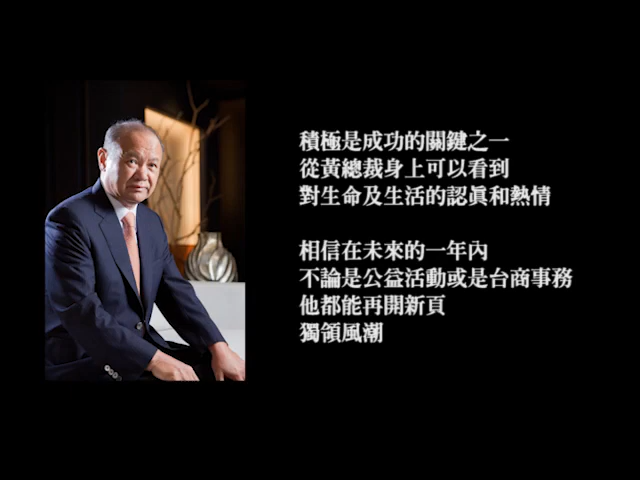 積極是成功的關鍵之一
從黃總裁身上可以看到
對生命及生活的認眞和熱情
相信在未來的一年內
不論是公益活動或是台商事務
他都能再開新頁
獨領風潮